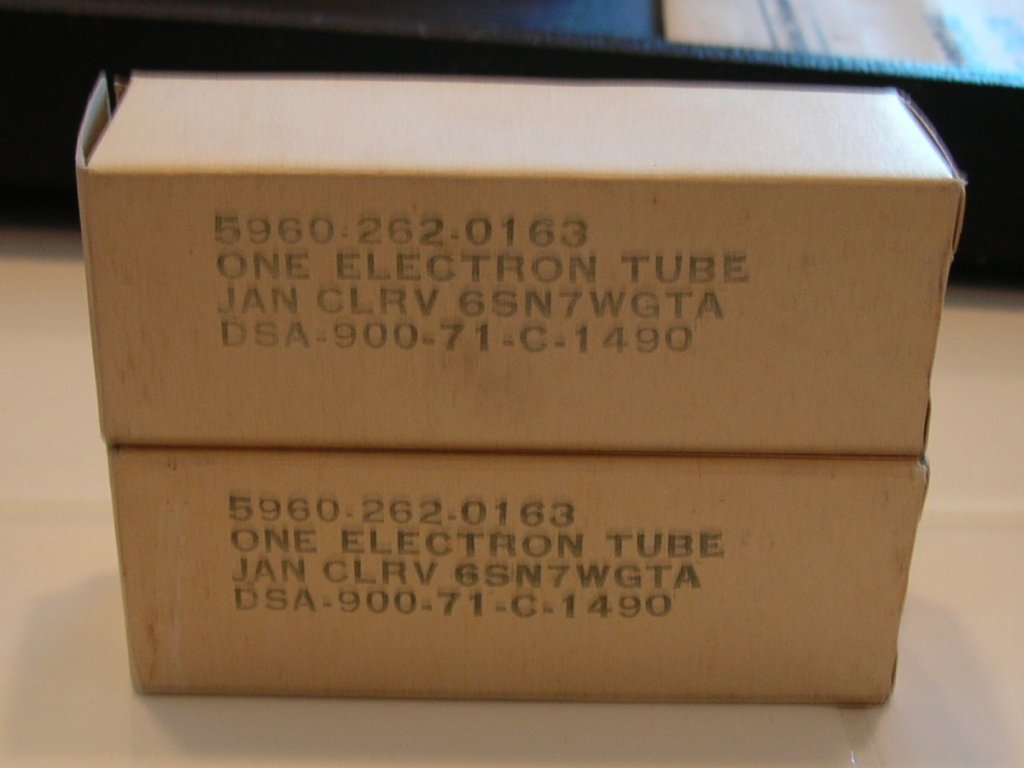 5960-262-0163
ONE ELECTRON TUBE
JAN CLRV 6SN7WGTA
DSA-900-71-C-1490
5960-262-0163
ONE ELECTRON TUBE
JAN CLRV 6SN7WGTA
DSA-900-71-C-1490